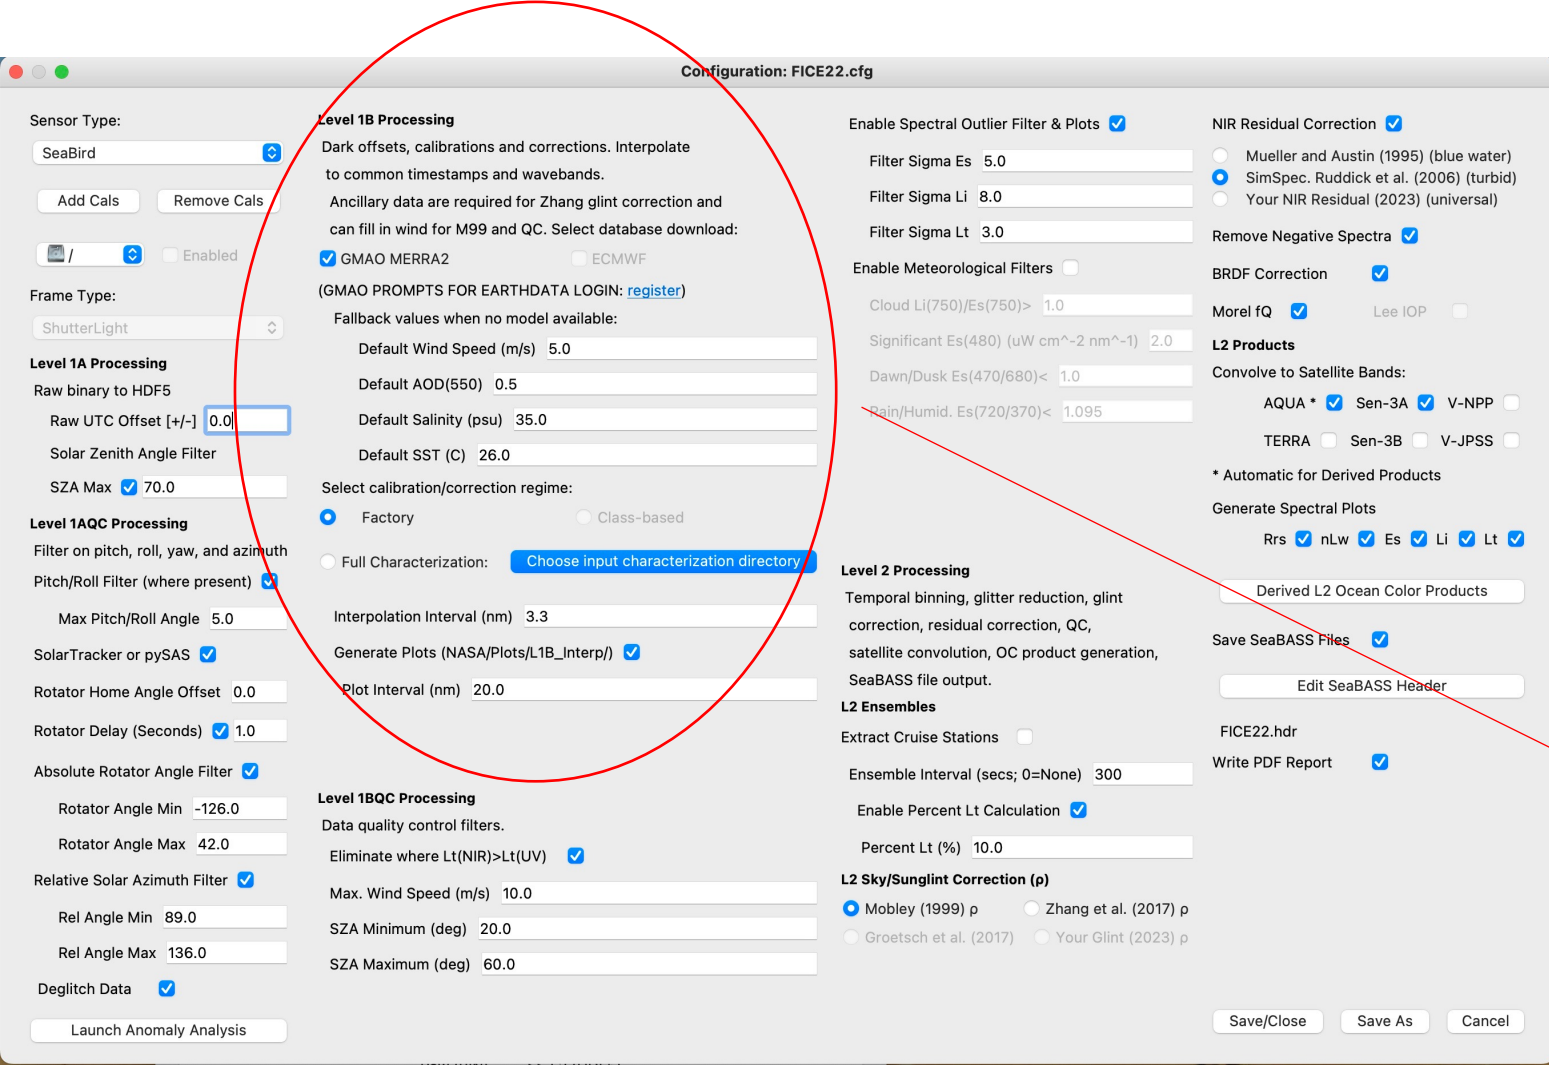 Configuration: FICE22.cfg
Sensor Type:
SeaBird
Add Cals Remove Cals
/ Enabled
Frame Type:
ShutterLight
Level 1A Processing
Raw binary to HDF5
Raw UTC Offset [+/-] 0.0
Solar Zenith Angle Filter
SZA Max 70.0
Level 1AQC Processing
Filter on pitch, roll, yaw, and azimuth
Pitch/Roll Filter (where present)
Max Pitch/Roll Angle 5.0
SolarTracker or pySAS
Rotator Home Angle Offset 0.0
Rotator Delay (Seconds) 1.0
Absolute Rotator Angle Filter
Rotator Angle Min -126.0
Rotator Angle Max 42.0
Relative Solar Azimuth Filter
Rel Angle Min 89.0
Rel Angle Max 136.0
Deglitch Data
Launch Anomaly Analysis
Level 1B Processing
Dark offsets, calibrations and corrections. Interpolate
to common timestamps and wavebands.
Ancillary data are required for Zhang glint correction and
can fill in wind for M99 and QC. Select database download:
GMAO MERRA2 ECMWF
(GMAO PROMPTS FOR EARTHDATA LOGIN: register)
Fallback values when no model available:
Default Wind Speed (m/s) 5.0
Default AOD(550) 0.5
Default Salinity (psu) 35.0
Default SST (C) 26.0
Select calibration/correction regime:
Factory Class-based
Full Characterization: Choose input characterization directory
Interpolation Interval (nm) 3.3
Generate Plots (NASA/Plots/L1B_Interp/)
Plot Interval (nm) 20.0
Level 1BQC Processing
Data quality control filters.
Eliminate where Lt(NIR)>Lt(UV)
Max. Wind Speed (m/s) 10.0
SZA Minimum (deg) 20.0
SZA Maximum (deg) 60.0
Enable Spectral Outlier Filter & Plots
Filter Sigma Es 5.0
Filter Sigma Li 8.0
Filter Sigma Lt 3.0
Enable Meteorological Filters
Cloud Li(750)/Es(750)> 1.0
Significant Es(480) (uW cm^-2 nm^-1) 2.0
Dawn/Dusk Es(470/680)< 1.0
Rain/Humid. Es(720/370)< 1.095
Level 2 Processing
Temporal binning, glitter reduction, glint
correction, residual correction, QC,
satellite convolution, OC product generation,
SeaBASS file output.
L2 Ensembles
Extract Cruise Stations
Ensemble Interval (secs; 0=None) 300
Enable Percent Lt Calculation
Percent Lt (%) 10.0
L2 Sky/Sunglint Correction (ρ)
Mobley (1999) ρ Zhang et al. (2017) ρ
Groetsch et al. (2017) Your Glint (2023) ρ
NIR Residual Correction
Mueller and Austin (1995) (blue water)
SimSpec. Ruddick et al. (2006) (turbid)
Your NIR Residual (2023) (universal)
Remove Negative Spectra
BRDF Correction
Morel fQ Lee IOP
L2 Products
Convolve to Satellite Bands:
AQUA * Sen-3A V-NPP
TERRA Sen-3B V-JPSS
* Automatic for Derived Products
Generate Spectral Plots
Rrs nLw Es Li Lt
Derived L2 Ocean Color Products
Save SeaBASS Files
Edit SeaBASS Header
FICE22.hdr
Write PDF Report
Save/Close Save As Cancel